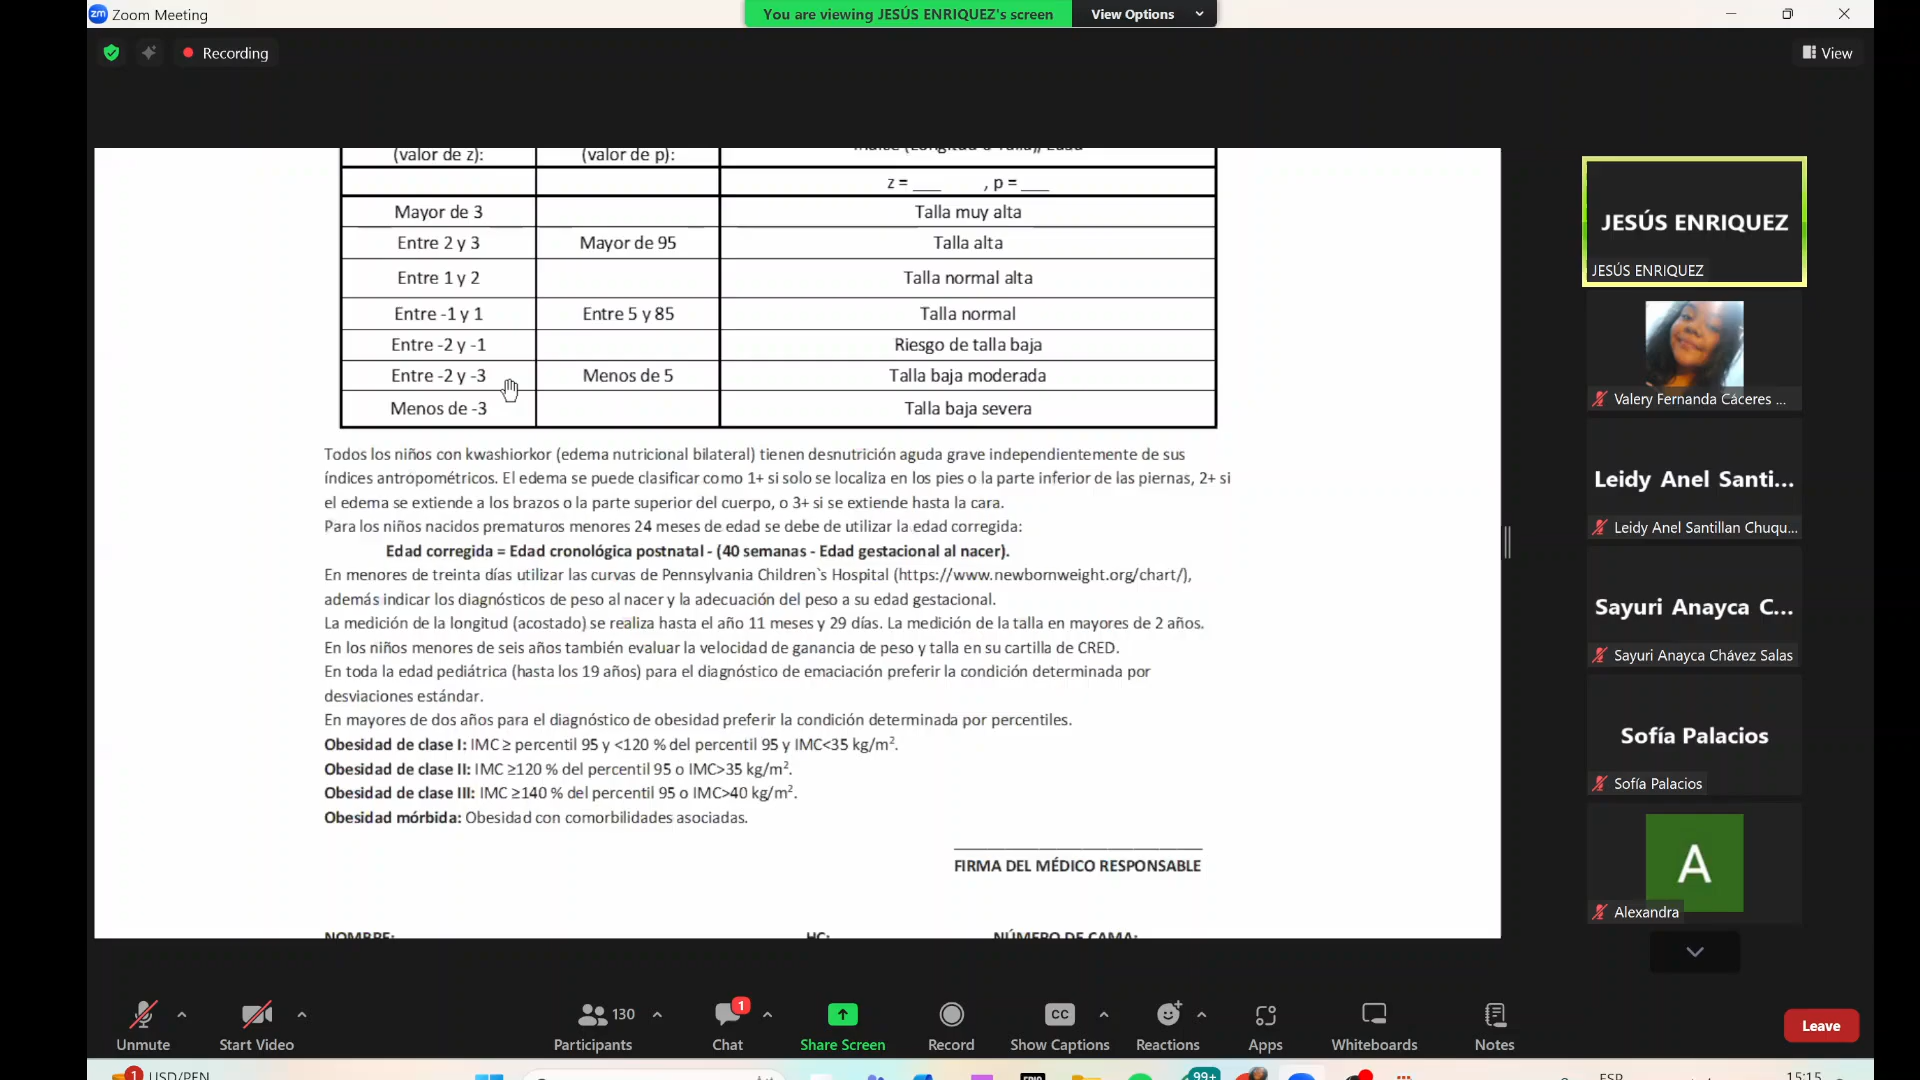 Zoom Meeting
You are viewing JESÚS ENRIQUEZ's screen
View Options
Recording
View
(valor de z):
(valor de p):
z = ___ , p = ___
Mayor de 3
Talla muy alta
Entre 2 y 3
Mayor de 95
Talla alta
Entre 1 y 2
Talla normal alta
Entre -1 y 1
Entre 5 y 85
Talla normal
Entre -2 y -1
Riesgo de talla baja
Entre -2 y -3
Menos de 5
Talla baja moderada
Menos de -3
Talla baja severa
Todos los niños con kwashiorkor (edema nutricional bilateral) tienen desnutrición aguda grave independientemente de sus
índices antropométricos. El edema se puede clasificar como 1+ si solo se localiza en los pies o la parte inferior de las piernas, 2+ si
el edema se extiende a los brazos o la parte superior del cuerpo, o 3+ si se extiende hasta la cara.
Para los niños nacidos prematuros menores 24 meses de edad se debe de utilizar la edad corregida:
Edad corregida = Edad cronológica postnatal - (40 semanas - Edad gestacional al nacer).
En menores de treinta días utilizar las curvas de Pennsylvania Children`s Hospital (https://www.newbornweight.org/chart/),
además indicar los diagnósticos de peso al nacer y la adecuación del peso a su edad gestacional.
La medición de la longitud (acostado) se realiza hasta el año 11 meses y 29 días. La medición de la talla en mayores de 2 años.
En los niños menores de seis años también evaluar la velocidad de ganancia de peso y talla en su cartilla de CRED.
En toda la edad pediátrica (hasta los 19 años) para el diagnóstico de emaciación preferir la condición determinada por
desviaciones estándar.
En mayores de dos años para el diagnóstico de obesidad preferir la condición determinada por percentiles.
Obesidad de clase I: IMC ≥ percentil 95 y <120 % del percentil 95 y IMC<35 kg/m².
Obesidad de clase II: IMC ≥120 % del percentil 95 o IMC>35 kg/m².
Obesidad de clase III: IMC ≥140 % del percentil 95 o IMC>40 kg/m².
Obesidad mórbida: Obesidad con comorbilidades asociadas.
FIRMA DEL MÉDICO RESPONSABLE
NOMBRE:
HC:
NÚMERO DE CAMA:
JESÚS ENRIQUEZ
JESÚS ENRIQUEZ
Valery Fernanda Cáceres ...
Leidy Anel Santi...
Leidy Anel Santillan Chuqu...
Sayuri Anayca C...
Sayuri Anayca Chávez Salas
Sofía Palacios
Sofía Palacios
A
Alexandra
Unmute
Start Video
130
Participants
1
Chat
Share Screen
Record
CC
Show Captions
Reactions
Apps
Whiteboards
Notes
Leave
1
USD/PEN
99+
ESP
15:15